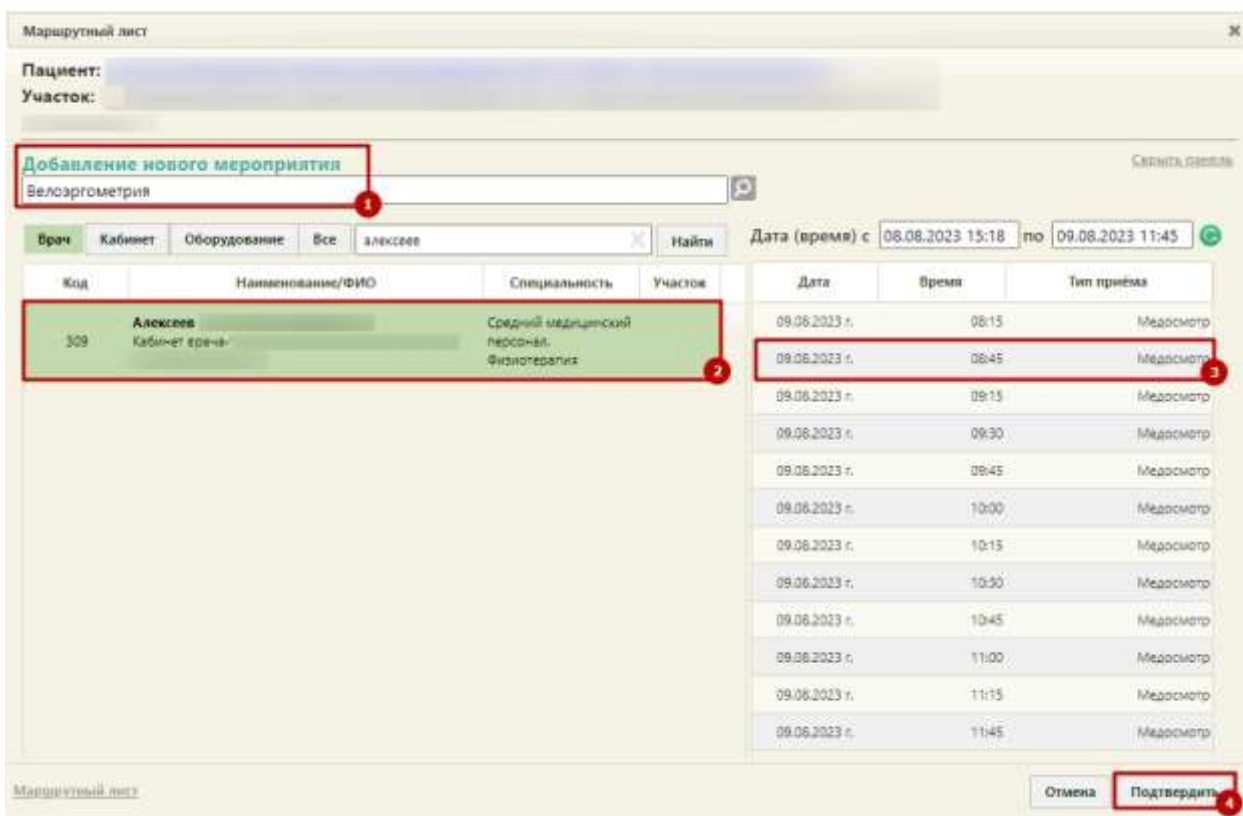 Маршрутный лист
Пациент:
Участок:
Добавление нового мероприятия
Скрыть панель
Велоэргометрия
1
Врач Кабинет Оборудование Все алексеев Найти Дата (время) с 08.08.2023 15:18 по 09.08.2023 11:45
Код Наименование/ФИО Специальность Участок Дата Время Тип приёма
309 Алексеев Средний медицинский
Кабинет врача- персонал.
Физиотерапия
2
09.08.2023 г. 08:15 Медосмотр
09.08.2023 г. 08:45 Медосмотр
3
09.08.2023 г. 09:15 Медосмотр
09.08.2023 г. 09:30 Медосмотр
09.08.2023 г. 09:45 Медосмотр
09.08.2023 г. 10:00 Медосмотр
09.08.2023 г. 10:15 Медосмотр
09.08.2023 г. 10:30 Медосмотр
09.08.2023 г. 10:45 Медосмотр
09.08.2023 г. 11:00 Медосмотр
09.08.2023 г. 11:15 Медосмотр
09.08.2023 г. 11:45 Медосмотр
Маршрутный лист Отмена Подтвердить
4